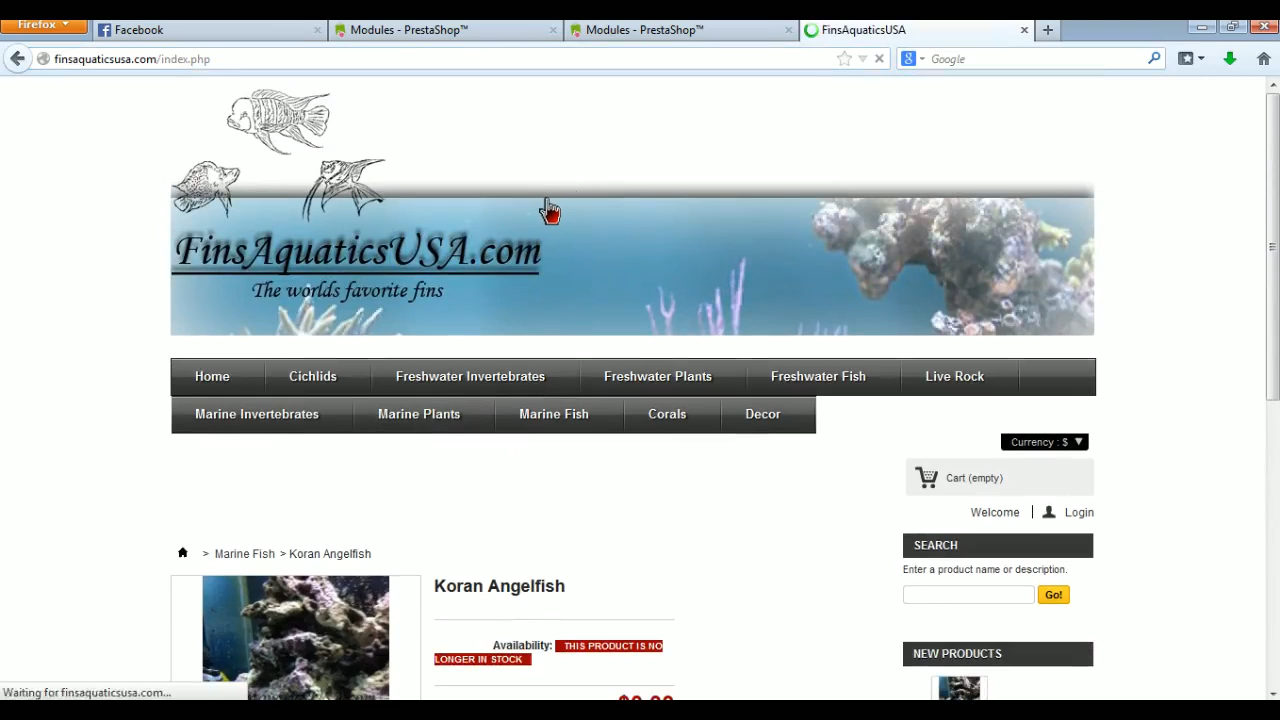 Firefox
Facebook
Modules - PrestaShop™
Modules - PrestaShop™
FinsAquaticsUSA
finsaquaticsusa.com/index.php
Google
FinsAquaticsUSA.com
The worlds favorite fins
Home
Cichlids
Freshwater Invertebrates
Freshwater Plants
Freshwater Fish
Live Rock
Marine Invertebrates
Marine Plants
Marine Fish
Corals
Decor
Currency : $ ▼
Cart (empty)
Welcome
Login
> Marine Fish > Koran Angelfish
SEARCH
Enter a product name or description.
Go!
Koran Angelfish
Availability: THIS PRODUCT IS NO
LONGER IN STOCK
NEW PRODUCTS
Waiting for finsaquaticsusa.com...